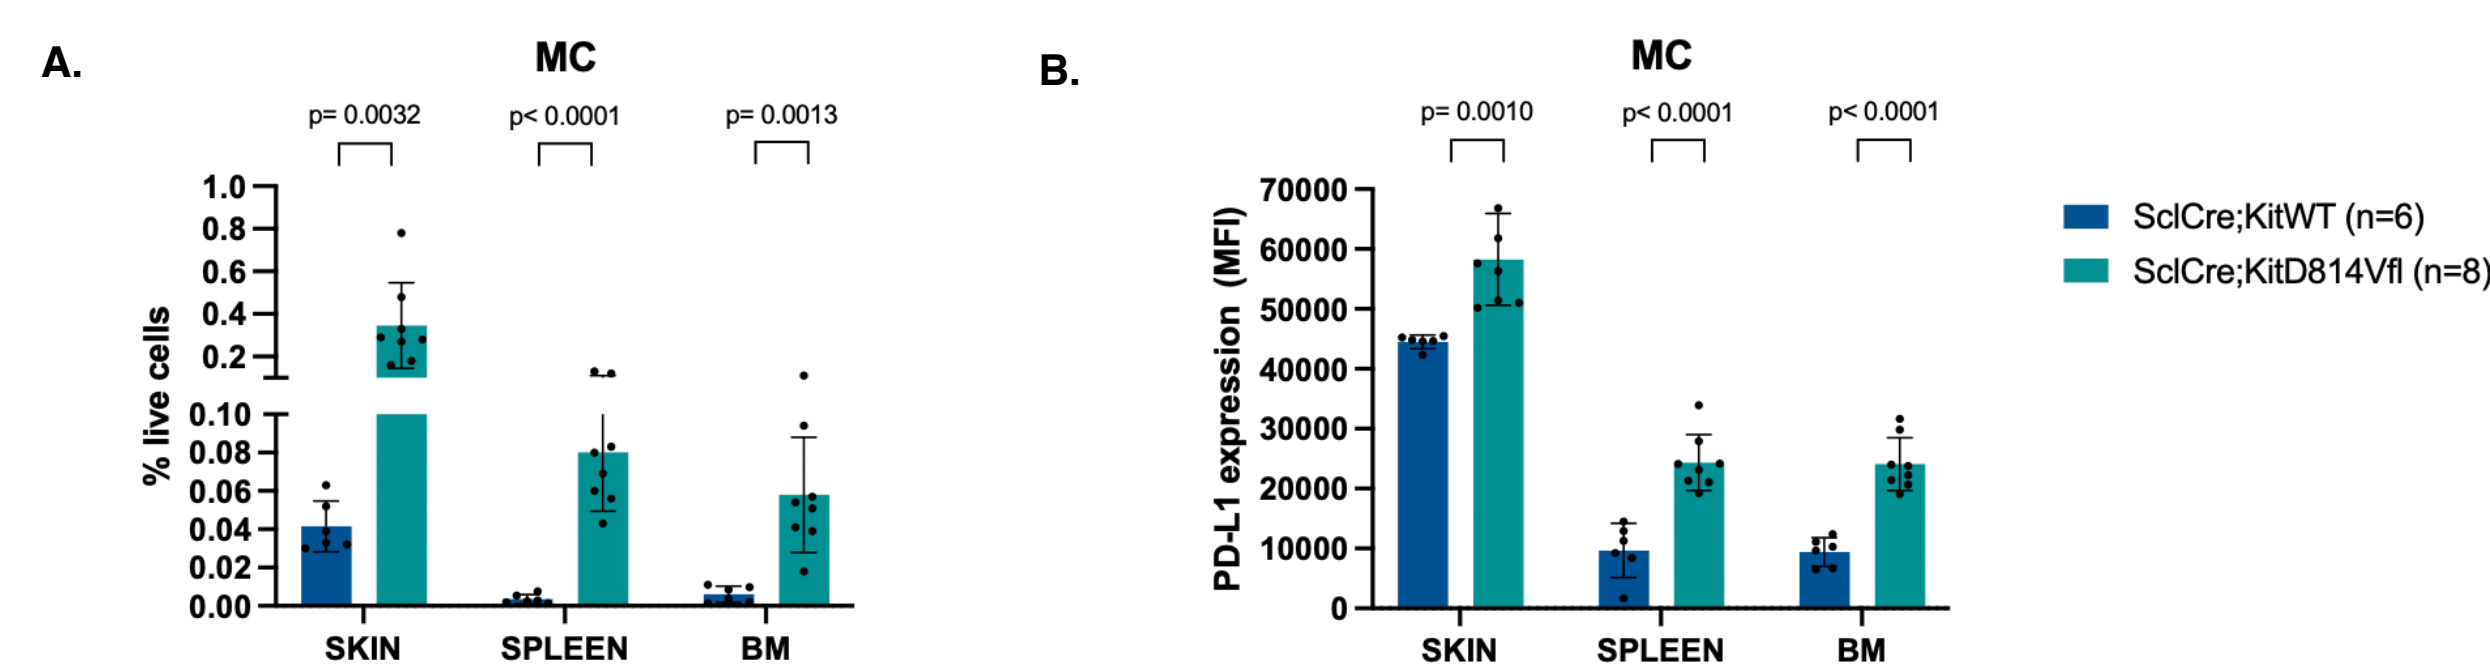 A.
MC
p= 0.0032
p< 0.0001
p= 0.0013
% live cells
1.0
0.8
0.6
0.4
0.2
0.10
0.08
0.06
0.04
0.02
0.00
SKIN
SPLEEN
BM
B.
MC
p= 0.0010
p< 0.0001
p< 0.0001
PD-L1 expression (MFI)
70000
60000
50000
40000
30000
20000
10000
0
SKIN
SPLEEN
BM
SclCre;KitWT (n=6)
SclCre;KitD814Vfl (n=8)